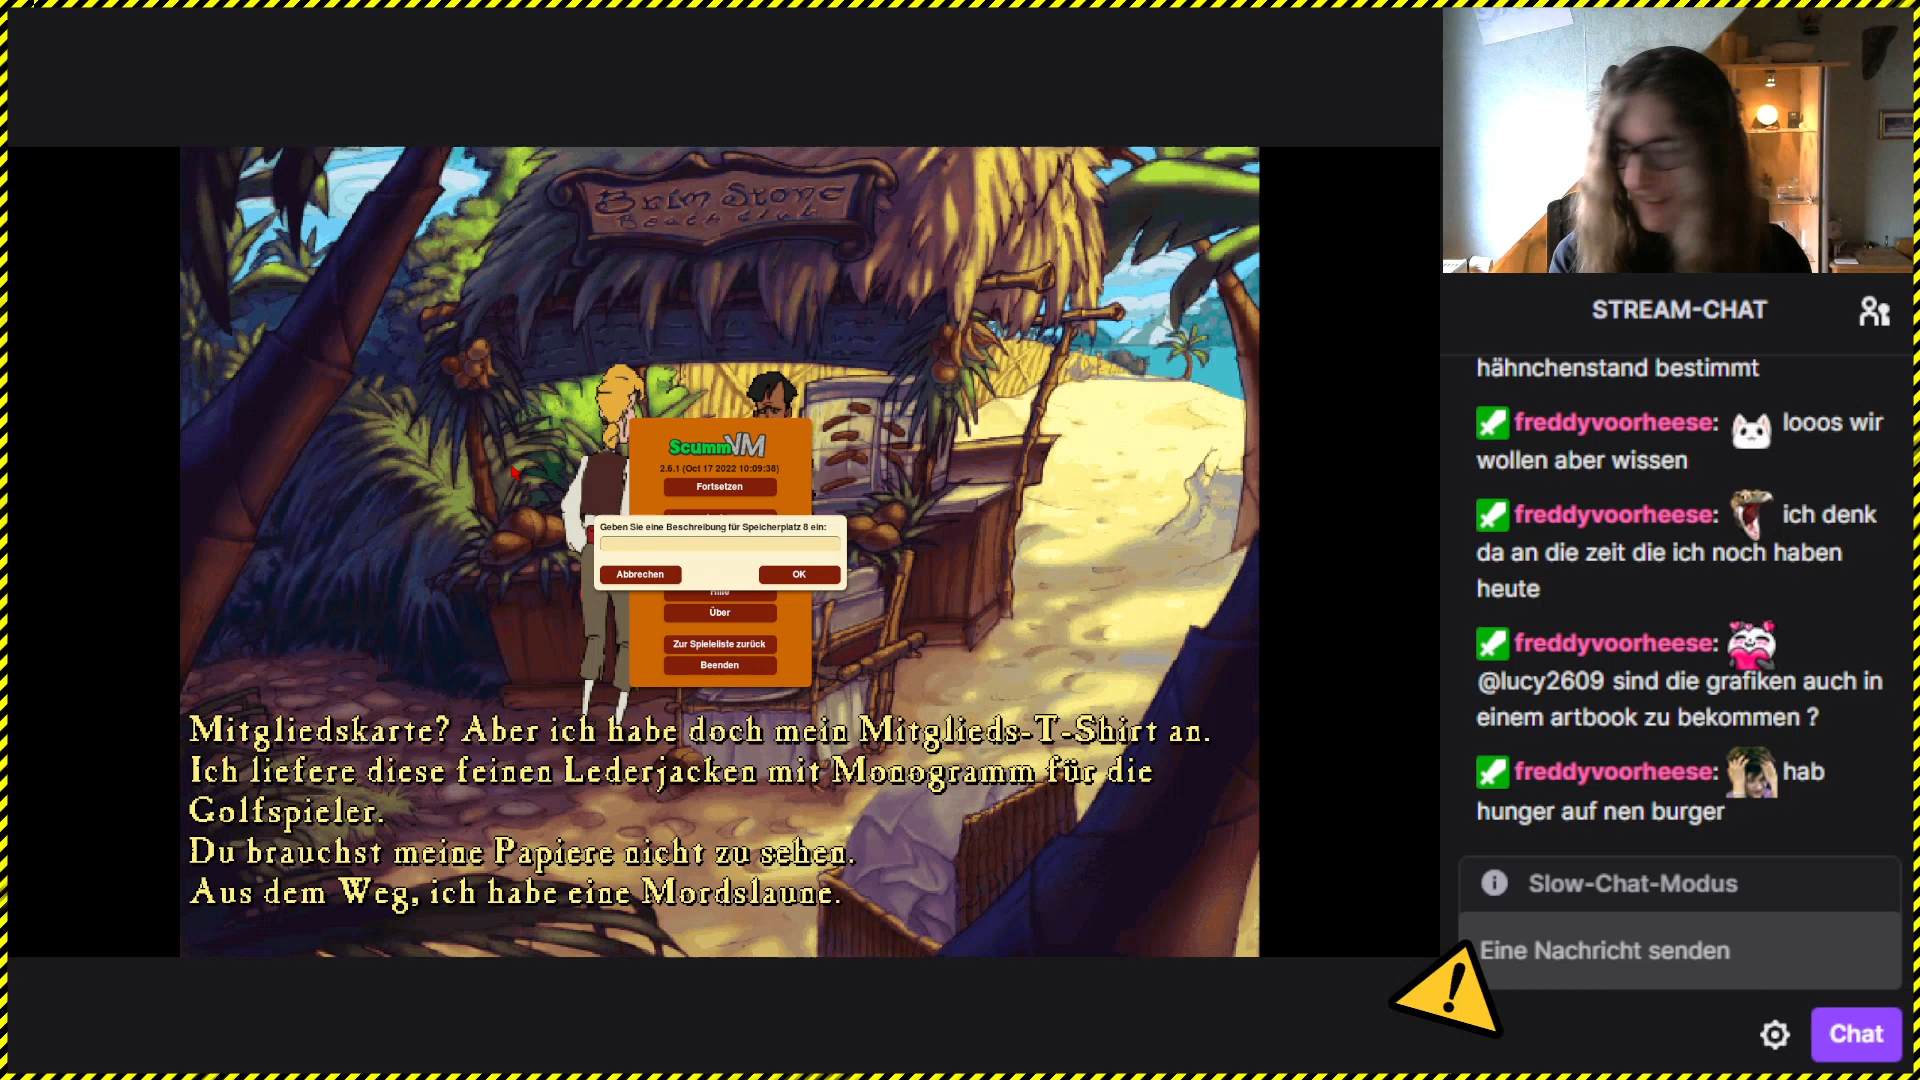 Brim Stone
Beach Club
ScummVM
2.6.1 (Oct 17 2022 10:09:38)
Fortsetzen
Geben Sie eine Beschreibung für Speicherplatz 8 ein:
Abbrechen
OK
Hilfe
Über
Zur Spieleliste zurück
Beenden
Mitgliedskarte? Aber ich habe doch mein Mitglieds-T-Shirt an.
Ich liefere diese feinen Lederjacken mit Monogramm für die
Golfspieler.
Du brauchst meine Papiere nicht zu sehen.
Aus dem Weg, ich habe eine Mordslaune.
STREAM-CHAT
hähnchenstand bestimmt
freddyvoorheese: looos wir
wollen aber wissen
freddyvoorheese: ich denk
da an die zeit die ich noch haben
heute
freddyvoorheese:
@lucy2609 sind die grafiken auch in
einem artbook zu bekommen ?
freddyvoorheese: hab
hunger auf nen burger
Slow-Chat-Modus
Eine Nachricht senden
Chat